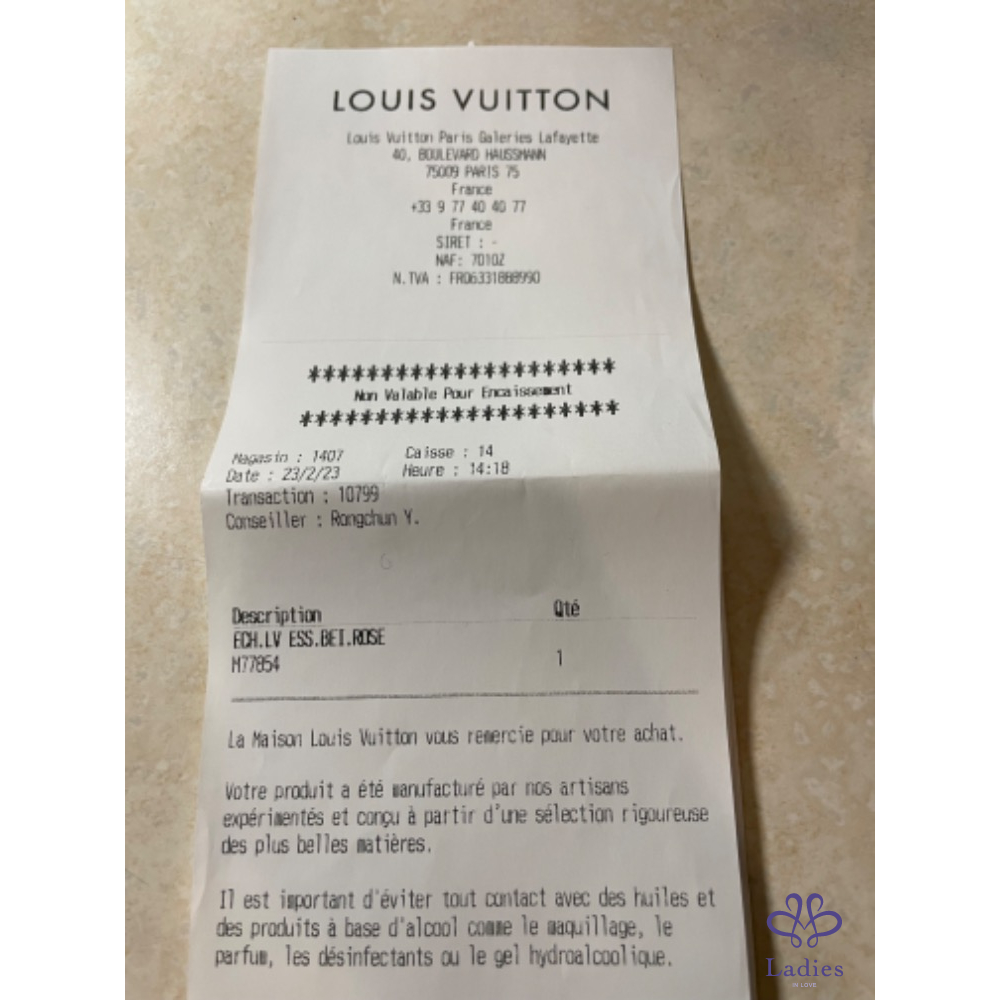 LOUIS VUITTON
Louis Vuitton Paris Galeries Lafayette
40, BOULEVARD HAUSSMANN
75009 PARIS 75
France
+33 9 77 40 40 77
France
SIRET : -
NAF: 7010Z
N.TVA : FR06331888990
*********************
Non Valable Pour Encaissement
*********************
Magasin : 1407 Caisse : 14
Date : 23/2/23 Heure : 14:18
Transaction : 10799
Conseiller : Rongchun Y.
Description Qté
ECH.LV ESS.BEI.ROSE
M77854 1
La Maison Louis Vuitton vous remercie pour votre achat.
Votre produit a été manufacturé par nos artisans
expérimentés et conçu à partir d'une sélection rigoureuse
des plus belles matières.
Il est important d'éviter tout contact avec des huiles et
des produits à base d'alcool comme le maquillage, le
parfum, les désinfectants ou le gel hydroalcoolique.
Ladies
IN LOVE